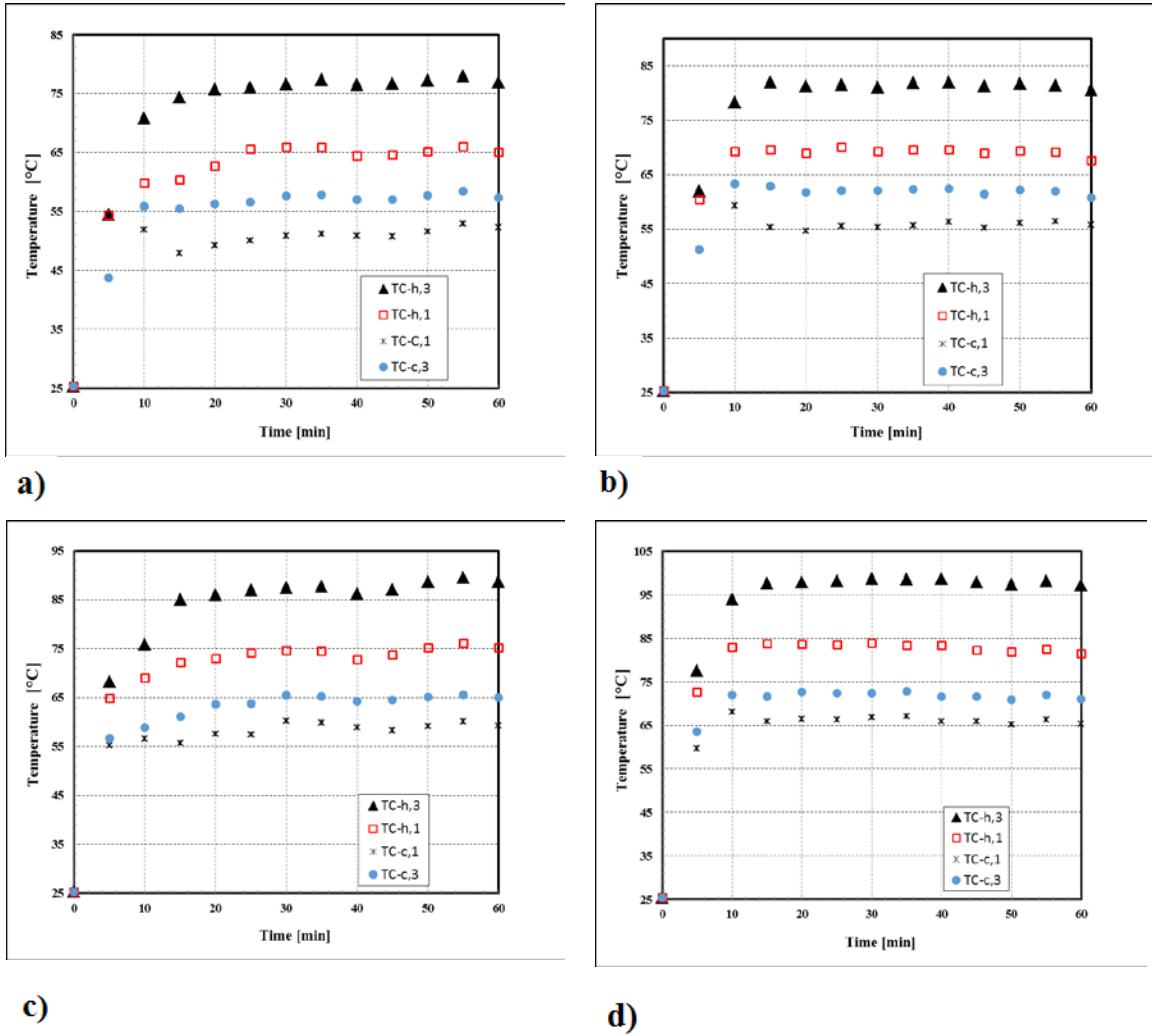 85
75
65
55
45
35
25
0
10
20
30
40
50
60
Temperature [°C]
Time [min]
TC-h,3
TC-h,1
TC-C,1
TC-c,3
a)
85
75
65
55
45
35
25
0
10
20
30
40
50
60
Temperature [°C]
Time [min]
TC-h,3
TC-h,1
TC-c,1
TC-c,3
b)
95
85
75
65
55
45
35
25
0
10
20
30
40
50
60
Temperature [°C]
Time [min]
TC-h,3
TC-h,1
TC-c,1
TC-c,3
c)
105
95
85
75
65
55
45
35
25
0
10
20
30
40
50
60
Temperature [°C]
Time [min]
TC-h,3
TC-h,1
TC-c,1
TC-c,3
d)